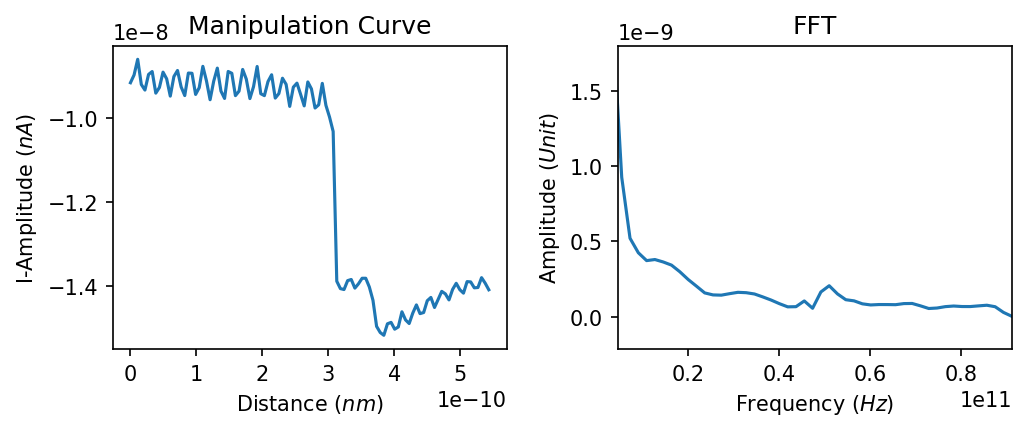 Manipulation Curve
1e−8
−1.0
−1.2
−1.4
I-Amplitude (nA)
0 1 2 3 4 5
1e−10
Distance (nm)
FFT
1e−9
1.5
1.0
0.5
0.0
Amplitude (Unit)
0.2 0.4 0.6 0.8
1e11
Frequency (Hz)